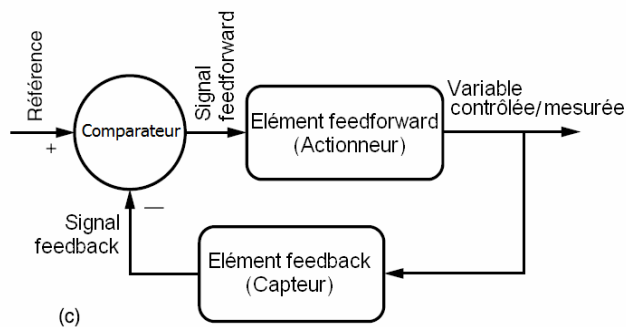 Référence
+
Comparateur
Signal
feedforward
Elément feedforward
(Actionneur)
Variable
contrôlée/mesurée
—
Signal
feedback
Elément feedback
(Capteur)
(c)